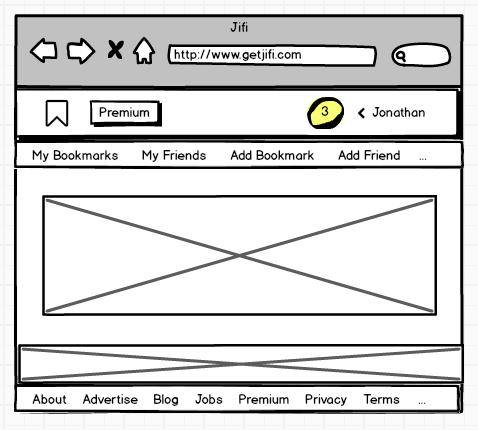 Jifi
http://www.getjifi.com
Premium 3 Jonathan
My Bookmarks My Friends Add Bookmark Add Friend ...
About Advertise Blog Jobs Premium Privacy Terms ...